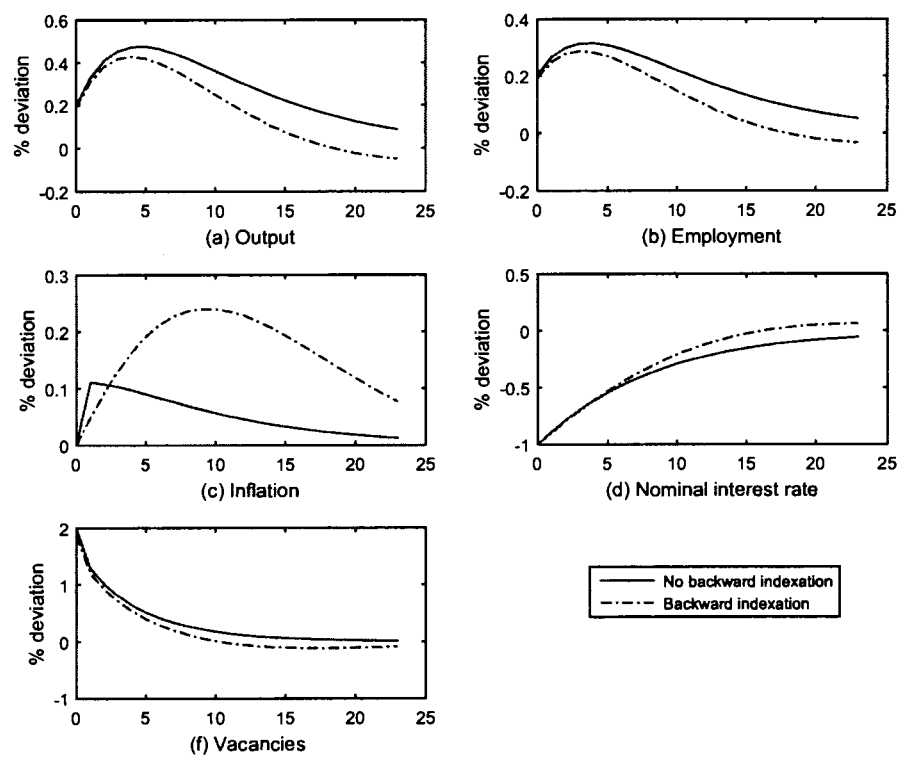 0.6
0.4
0.2
0
-0.2
% deviation
0 5 10 15 20 25
(a) Output
0.4
0.2
0
-0.2
% deviation
0 5 10 15 20 25
(b) Employment
0.3
0.2
0.1
0
% deviation
0 5 10 15 20 25
(c) Inflation
0.5
0
-0.5
-1
% deviation
0 5 10 15 20 25
(d) Nominal interest rate
2
1
0
-1
% deviation
0 5 10 15 20 25
(f) Vacancies
No backward indexation
Backward indexation